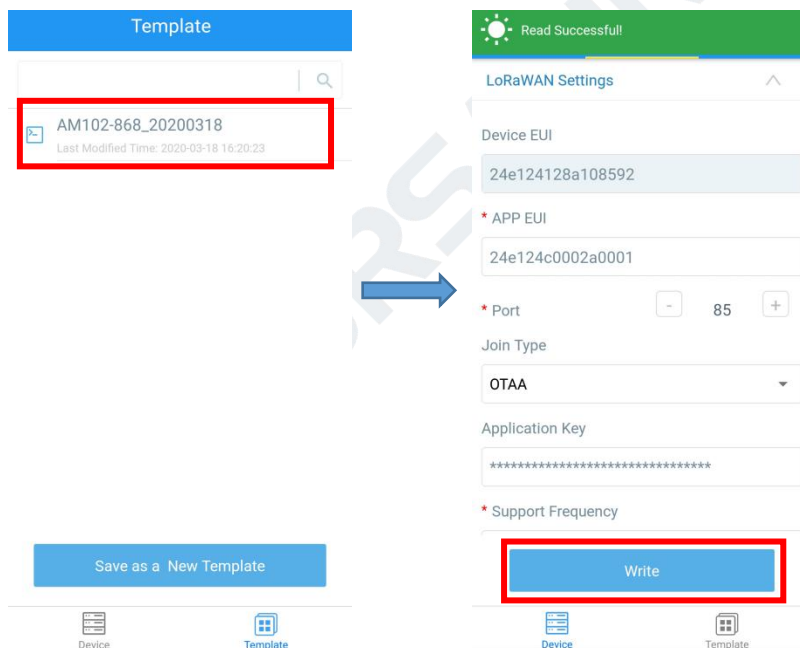 Template
AM102-868_20200318
Last Modified Time: 2020-03-18 16:20:23
Save as a New Template
Device
Template
Read Successful!
LoRaWAN Settings
Device EUI
24e124128a108592
* APP EUI
24e124c0002a0001
* Port - 85 +
Join Type
OTAA
Application Key
********************************
* Support Frequency
Write
Device
Template